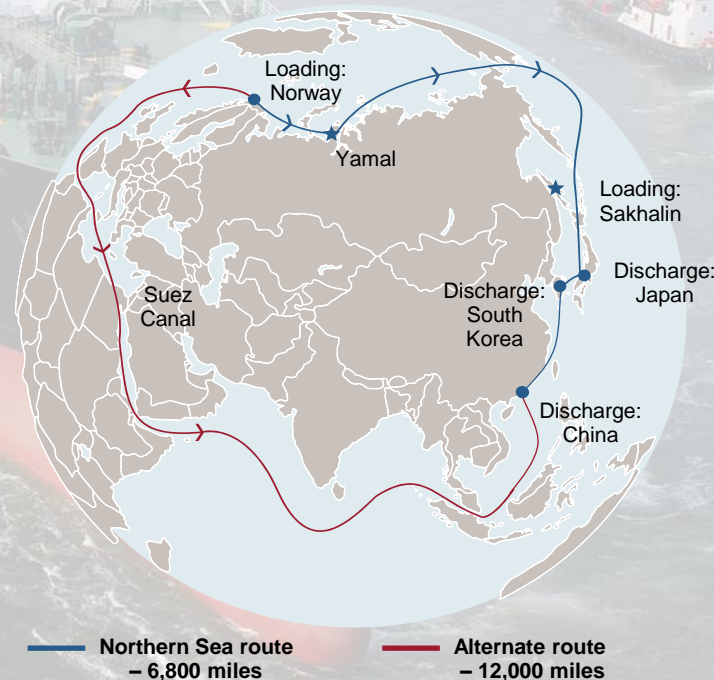 Loading:
Norway
Yamal
Loading:
Sakhalin
Discharge:
Japan
Discharge:
South
Korea
Suez
Canal
Discharge:
China
Northern Sea route
– 6,800 miles
Alternate route
– 12,000 miles